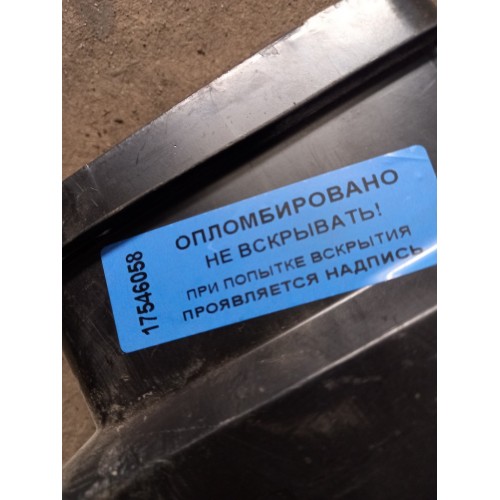 ОПЛОМБИРОВАНО
НЕ ВСКРЫВАТЬ!
ПРИ ПОПЫТКЕ ВСКРЫТИЯ
ПРОЯВЛЯЕТСЯ НАДПИСЬ
17546058